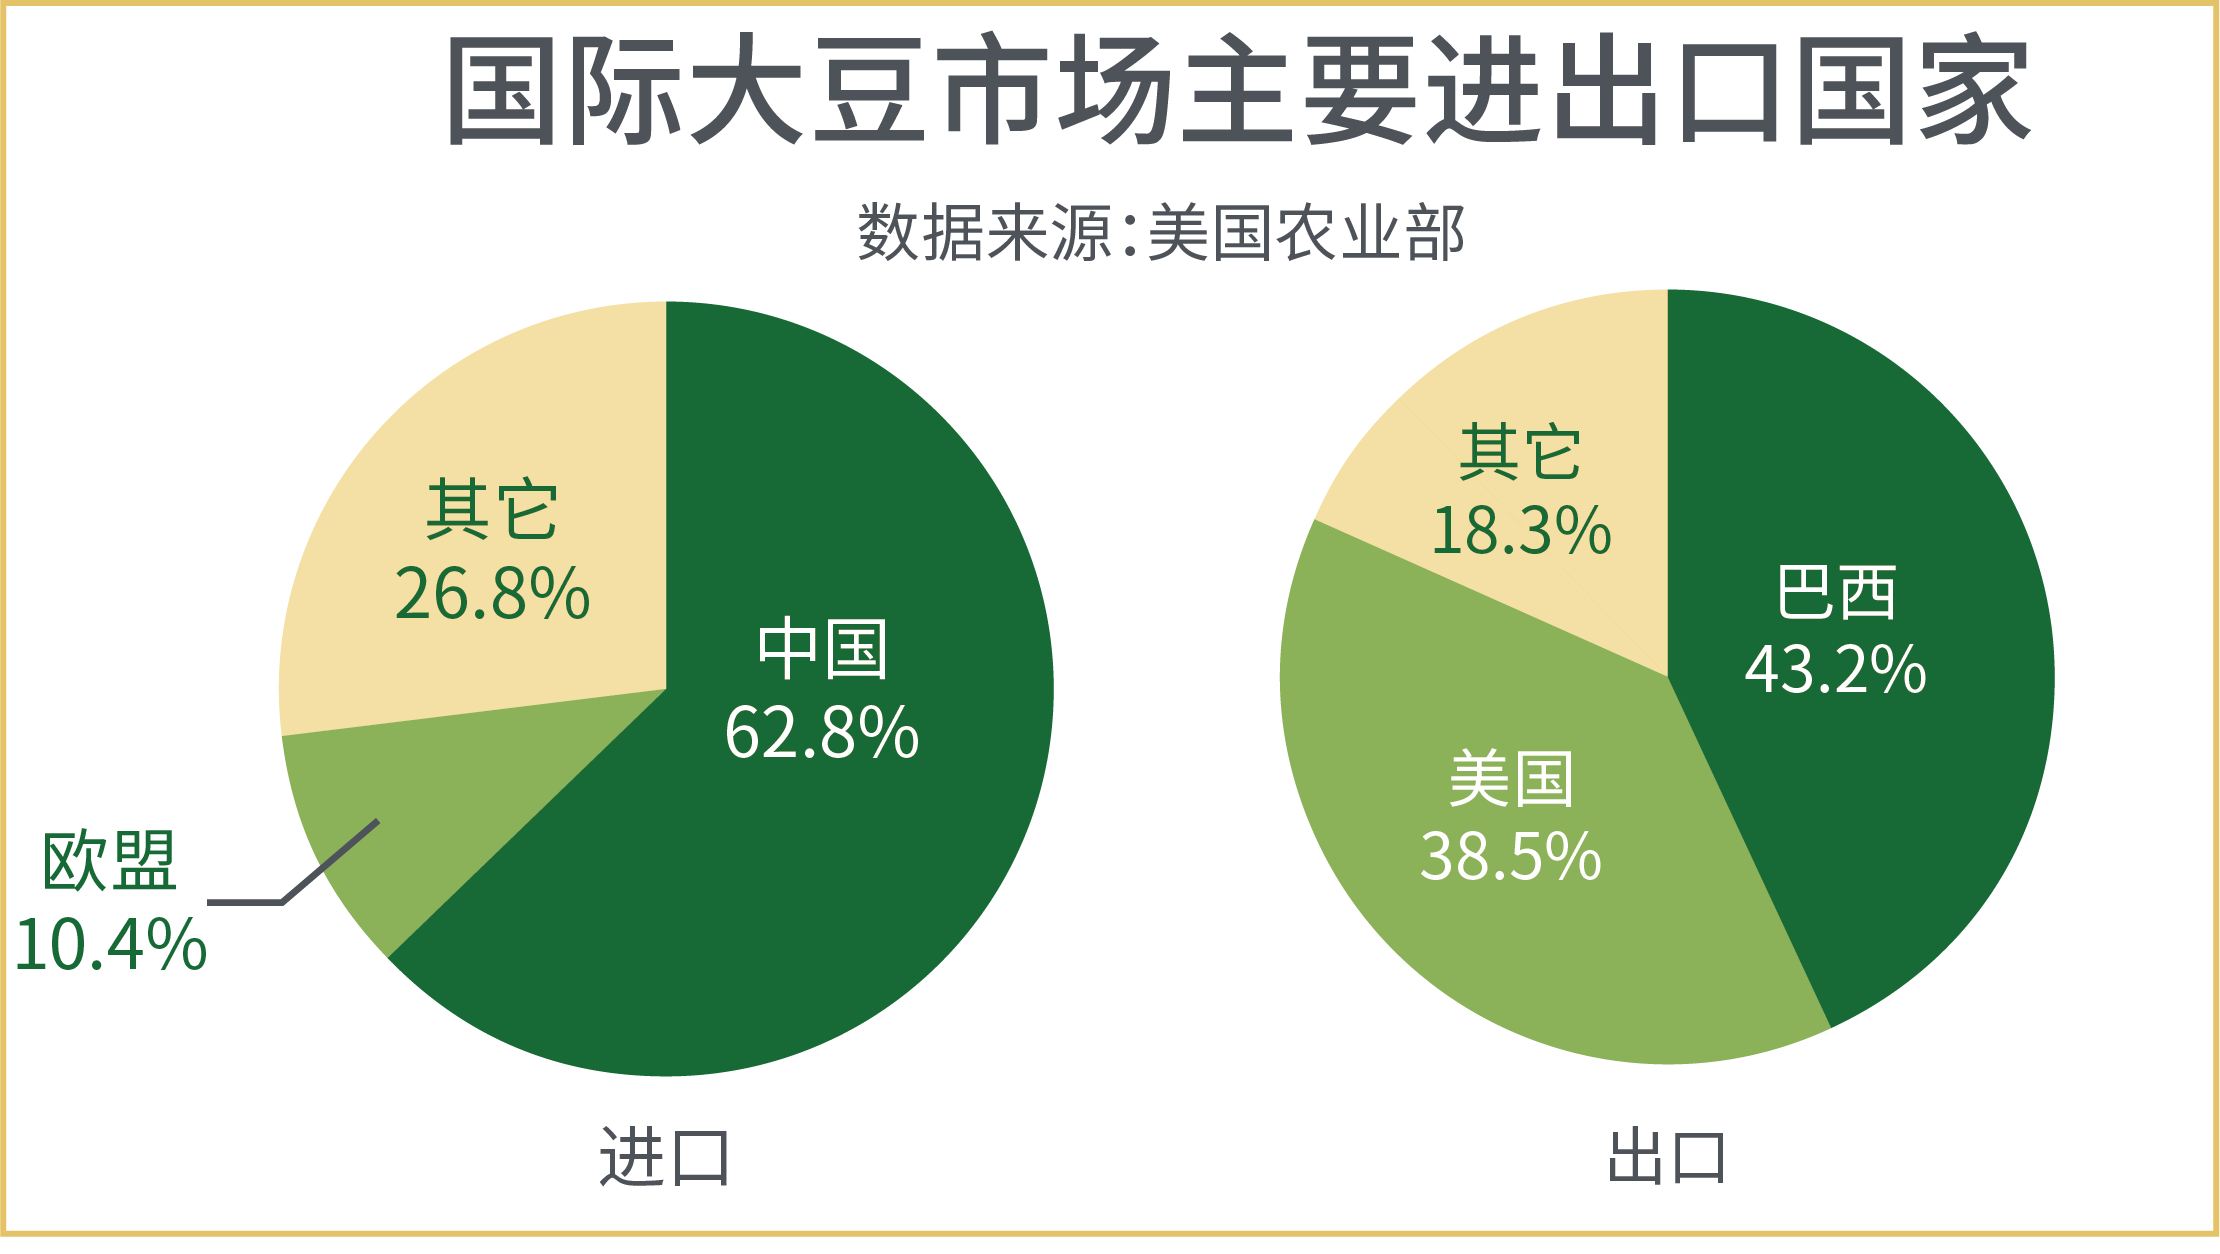 国际大豆市场主要进出口国家
数据来源：美国农业部
其它
26.8%
中国
62.8%
欧盟
10.4%
进口
其它
18.3%
巴西
43.2%
美国
38.5%
出口